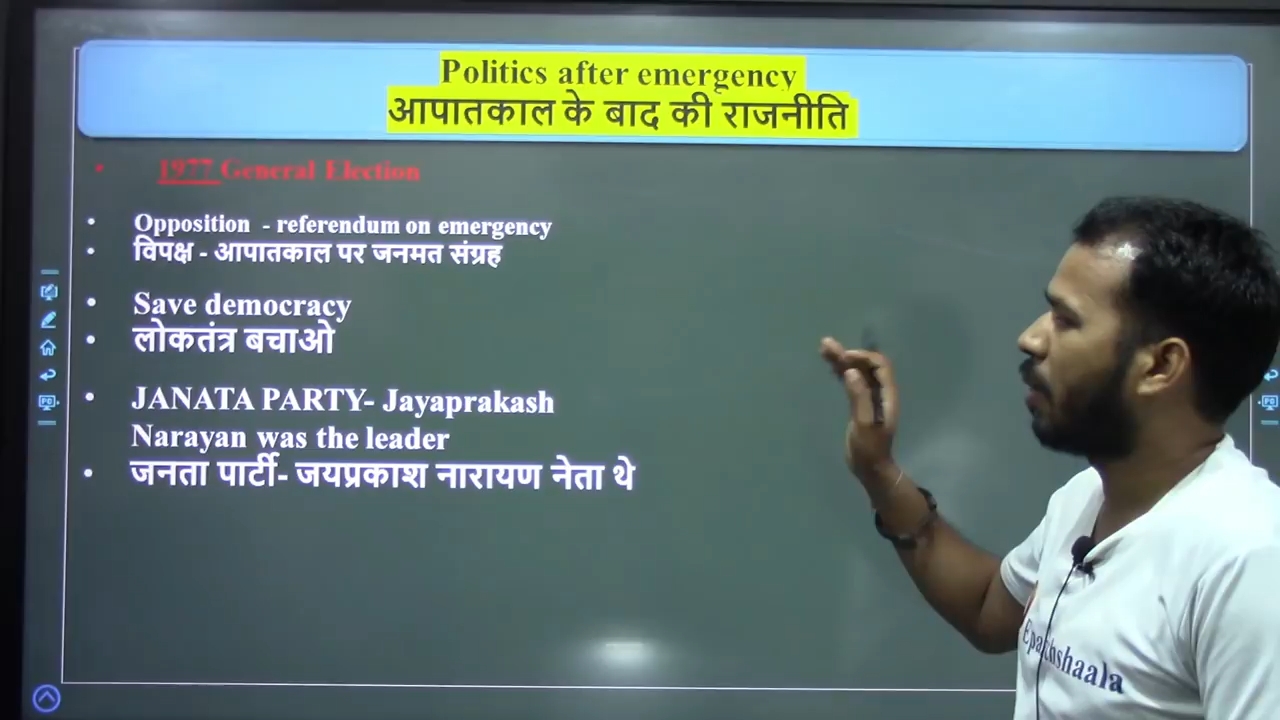 Politics after emergency
आपातकाल के बाद की राजनीति
• 1977 General Election
• Opposition - referendum on emergency
• विपक्ष - आपातकाल पर जनमत संग्रह
• Save democracy
• लोकतंत्र बचाओ
• JANATA PARTY- Jayaprakash
Narayan was the leader
• जनता पार्टी- जयप्रकाश नारायण नेता थे